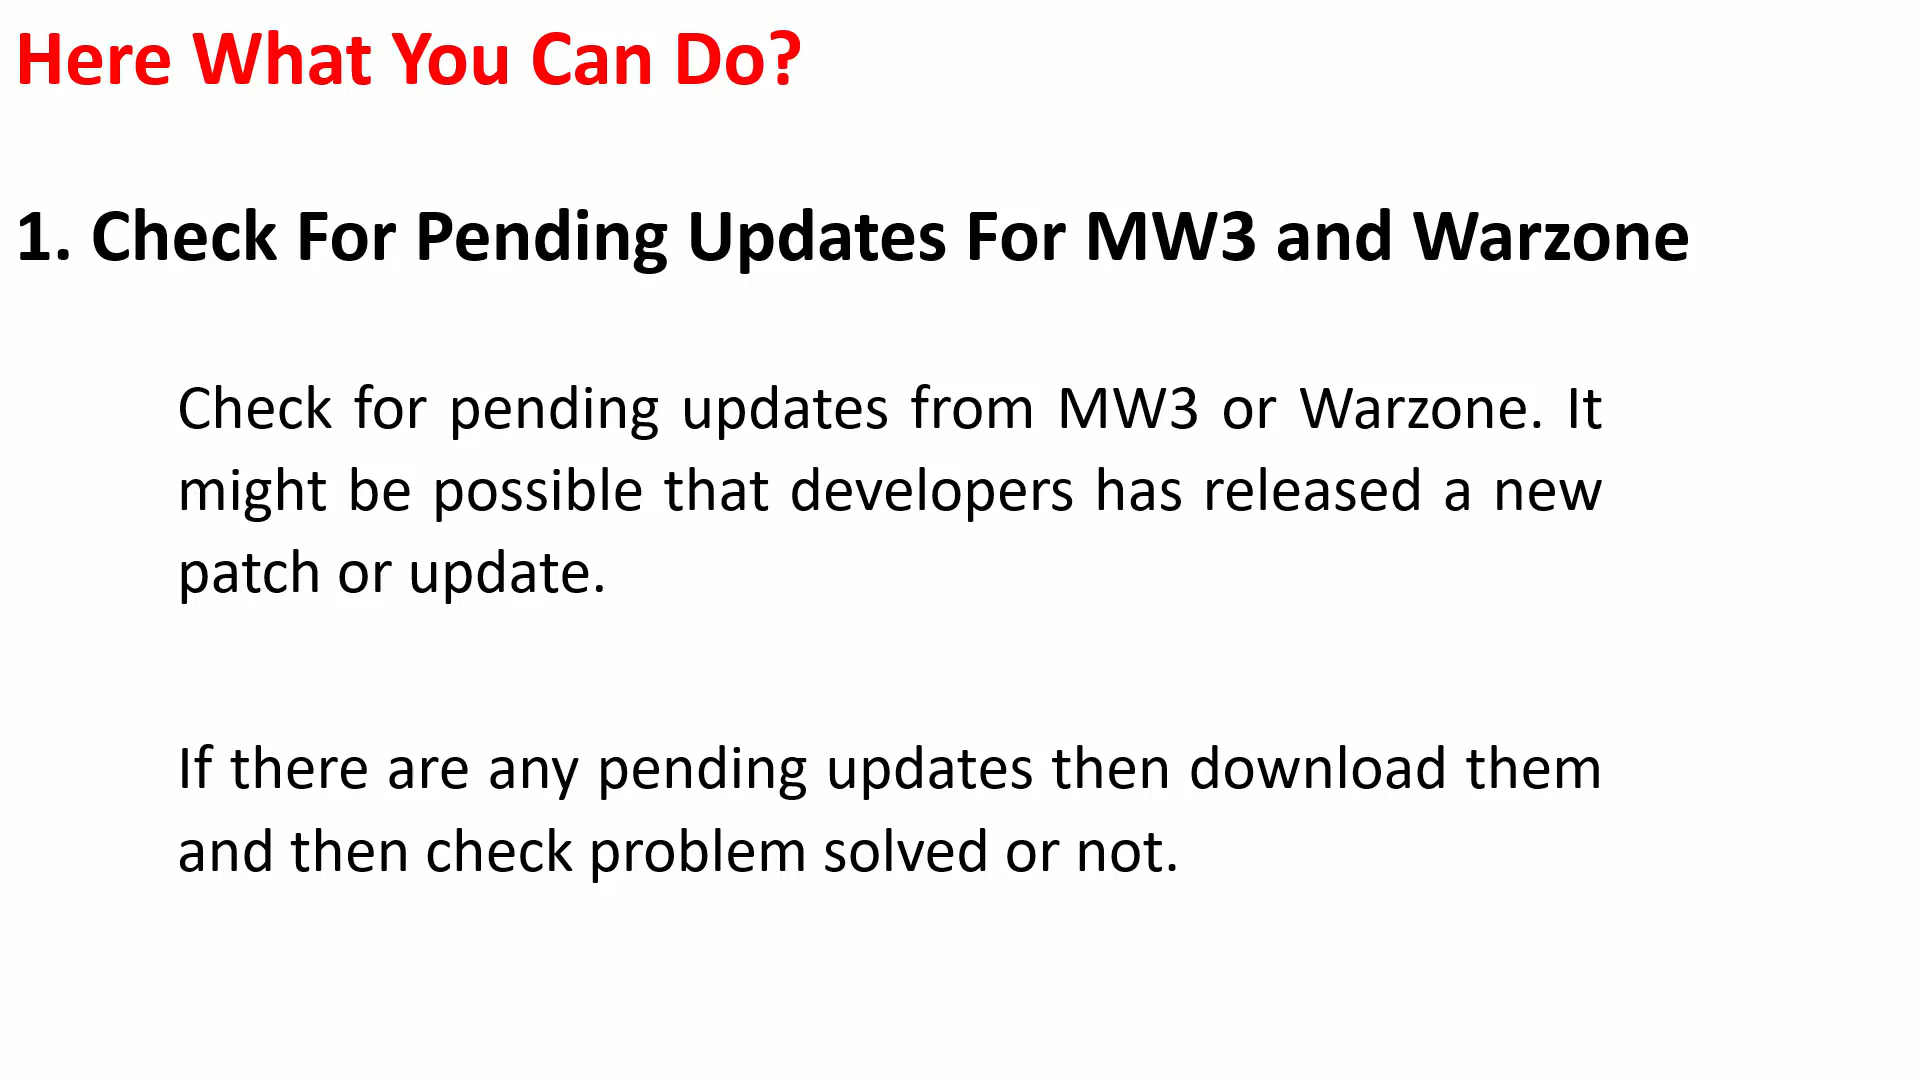 Here What You Can Do?
1. Check For Pending Updates For MW3 and Warzone
Check for pending updates from MW3 or Warzone. It
might be possible that developers has released a new
patch or update.
If there are any pending updates then download them
and then check problem solved or not.